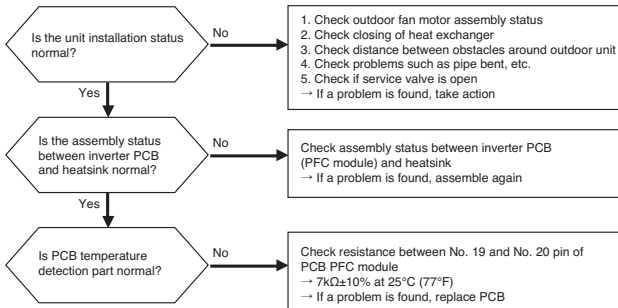 Is the unit installation status
normal?
No
1. Check outdoor fan motor assembly status
2. Check closing of heat exchanger
3. Check distance between obstacles around outdoor unit
4. Check problems such as pipe bent, etc.
5. Check if service valve is open
→ If a problem is found, take action
Yes
Is the assembly status
between inverter PCB
and heatsink normal?
No
Check assembly status between inverter PCB
(PFC module) and heatsink
→ If a problem is found, assemble again
Yes
Is PCB temperature
detection part normal?
No
Check resistance between No. 19 and No. 20 pin of
PCB PFC module
→ 7kΩ±10% at 25°C (77°F)
→ If a problem is found, replace PCB